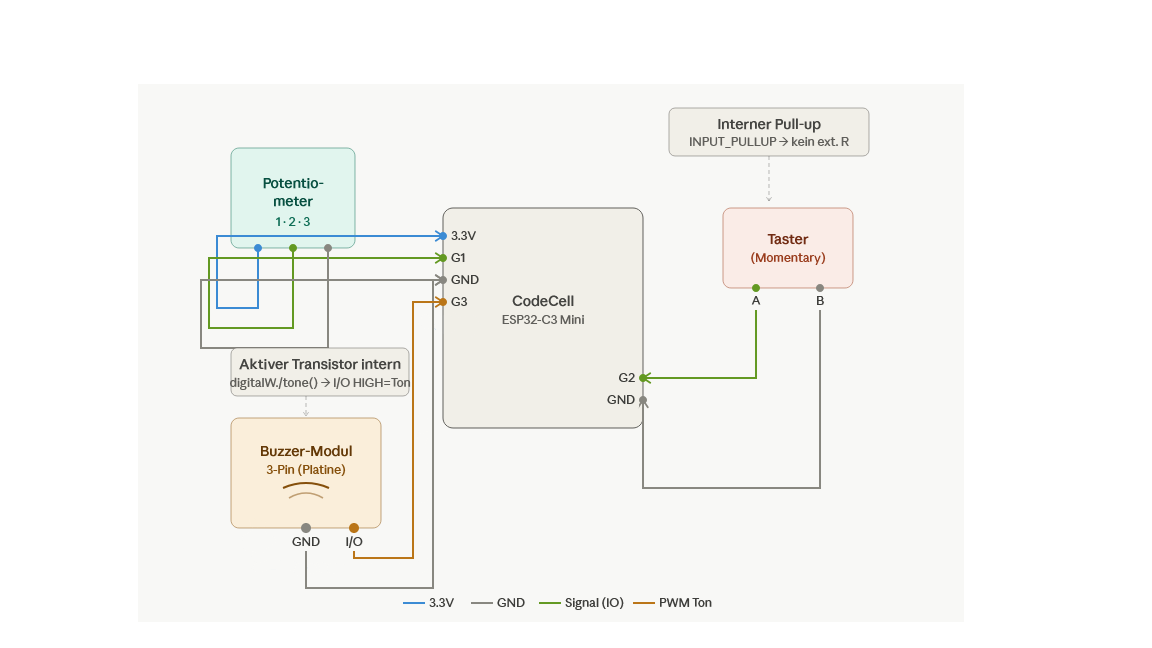 Interner Pull-up
INPUT_PULLUP → kein ext. R
Potentio-
meter
1 · 2 · 3
3.3V
G1
GND
G3
CodeCell
ESP32-C3 Mini
G2
GND
Taster
(Momentary)
A
B
Aktiver Transistor intern
digitalW./tone() → I/O HIGH=Ton
Buzzer-Modul
3-Pin (Platine)
GND
I/O
3.3V
GND
Signal (IO)
PWM Ton